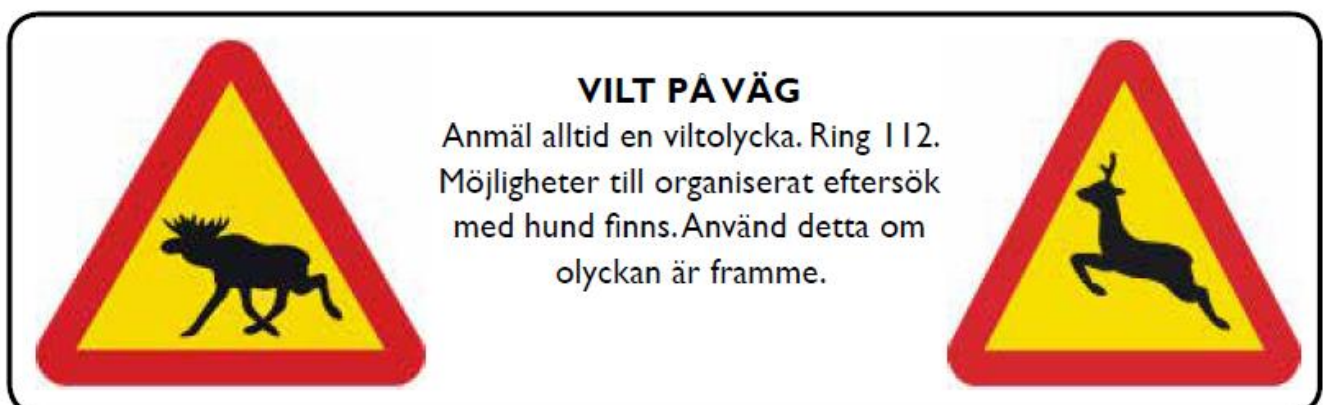 VILT PÅ VÄG
Anmäl alltid en viltolycka. Ring 112.
Möjligheter till organiserat eftersök
med hund finns. Använd detta om
olyckan är framme.